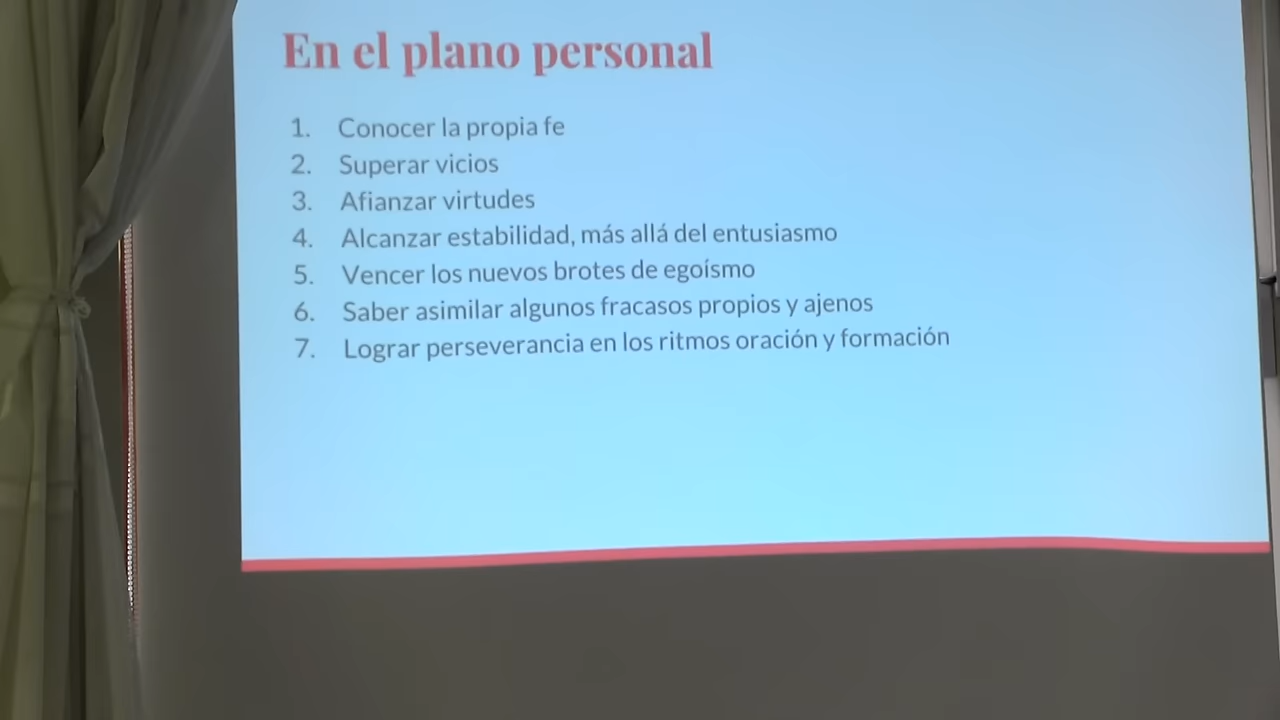 En el plano personal
1. Conocer la propia fe
2. Superar vicios
3. Afianzar virtudes
4. Alcanzar estabilidad, más allá del entusiasmo
5. Vencer los nuevos brotes de egoísmo
6. Saber asimilar algunos fracasos propios y ajenos
7. Lograr perseverancia en los ritmos oración y formación